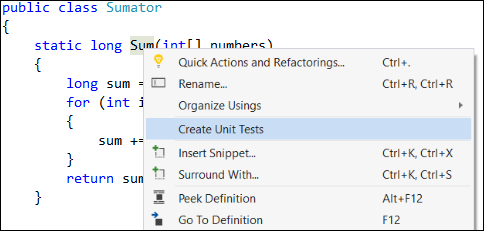 public class Sumator
{
static long Sum(int[] numbers)
{
Quick Actions and Refactorings... Ctrl+.
long sum =
Rename... Ctrl+R, Ctrl+R
for (int i
Organize Usings
{
Create Unit Tests
sum +=
Insert Snippet... Ctrl+K, Ctrl+X
}
Surround With... Ctrl+K, Ctrl+S
return sum
Peek Definition Alt+F12
}
Go To Definition F12